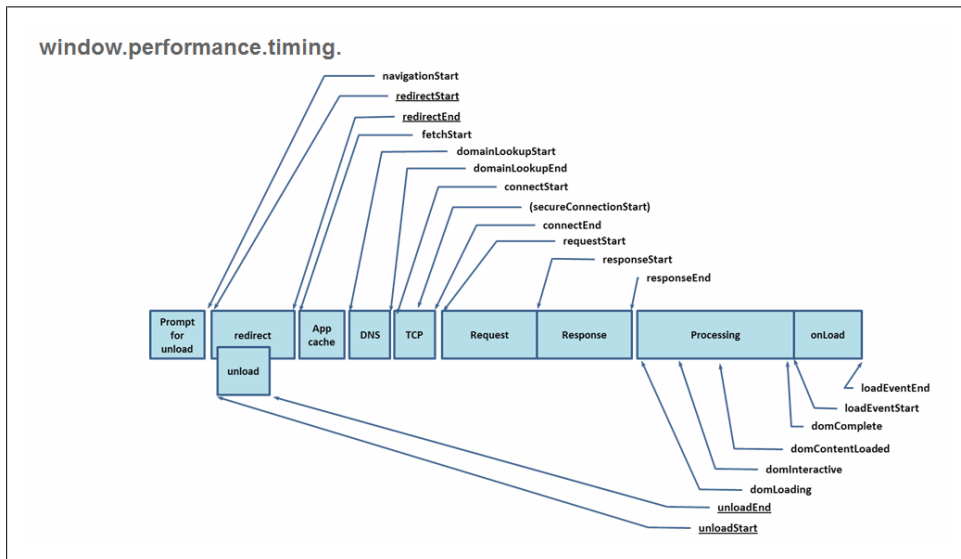 window.performance.timing.
navigationStart
redirectStart
redirectEnd
fetchStart
domainLookupStart
domainLookupEnd
connectStart
(secureConnectionStart)
connectEnd
requestStart
responseStart
responseEnd
Prompt
for
unload
redirect
App
cache
DNS
TCP
Request
Response
Processing
onLoad
unload
loadEventEnd
loadEventStart
domComplete
domContentLoaded
domInteractive
domLoading
unloadEnd
unloadStart